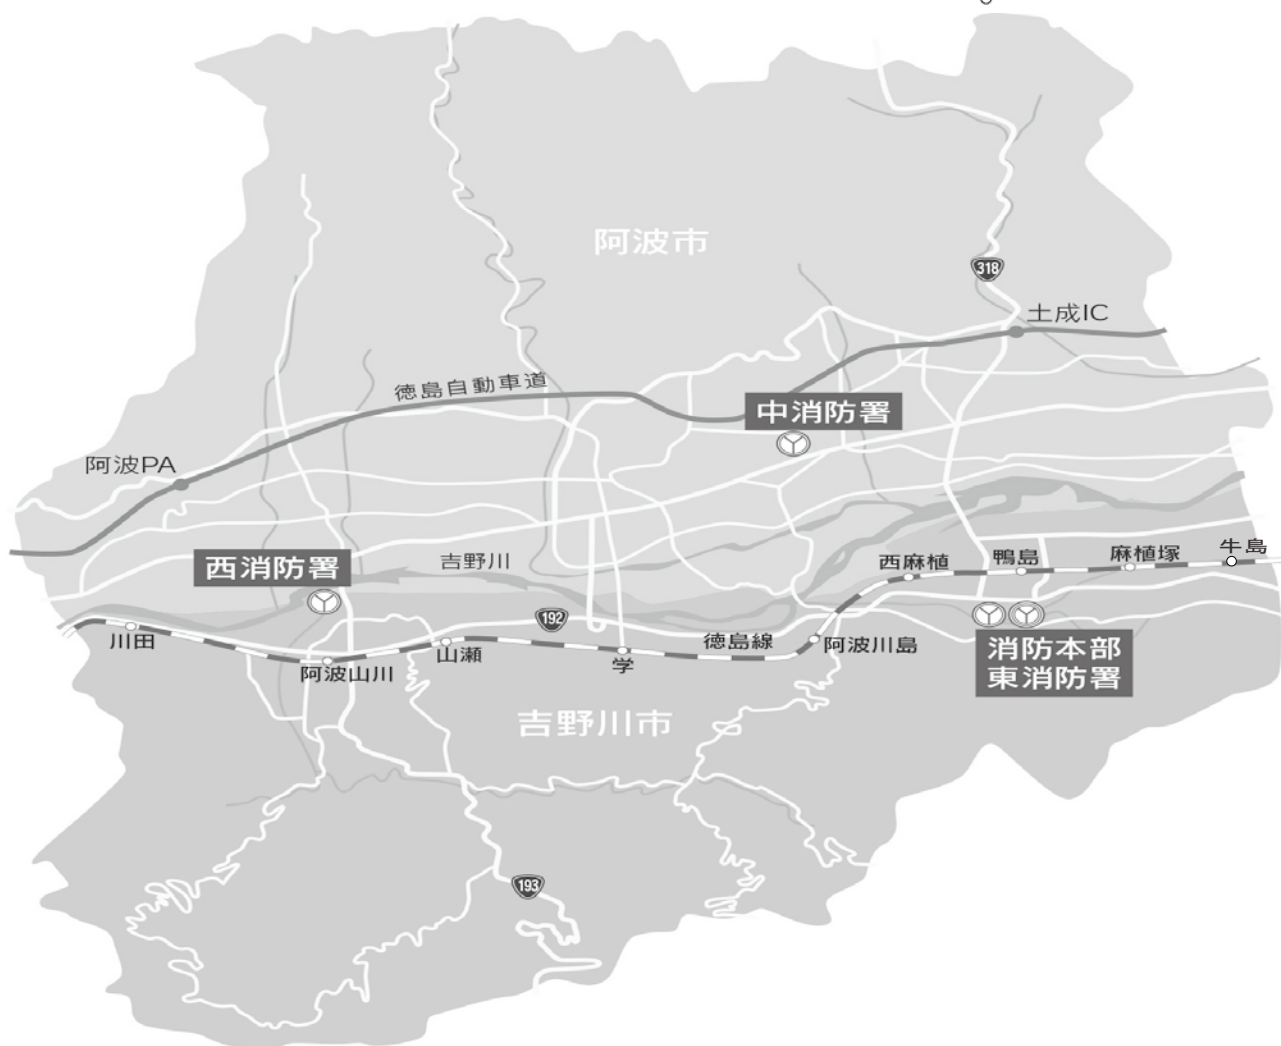 阿波市
318
土成IC
徳島自動車道
中消防署
阿波PA
西消防署
吉野川
西麻植
鴨島
麻植塚
牛島
192
川田
阿波山川
山瀬
学
徳島線
阿波川島
消防本部
東消防署
吉野川市
193